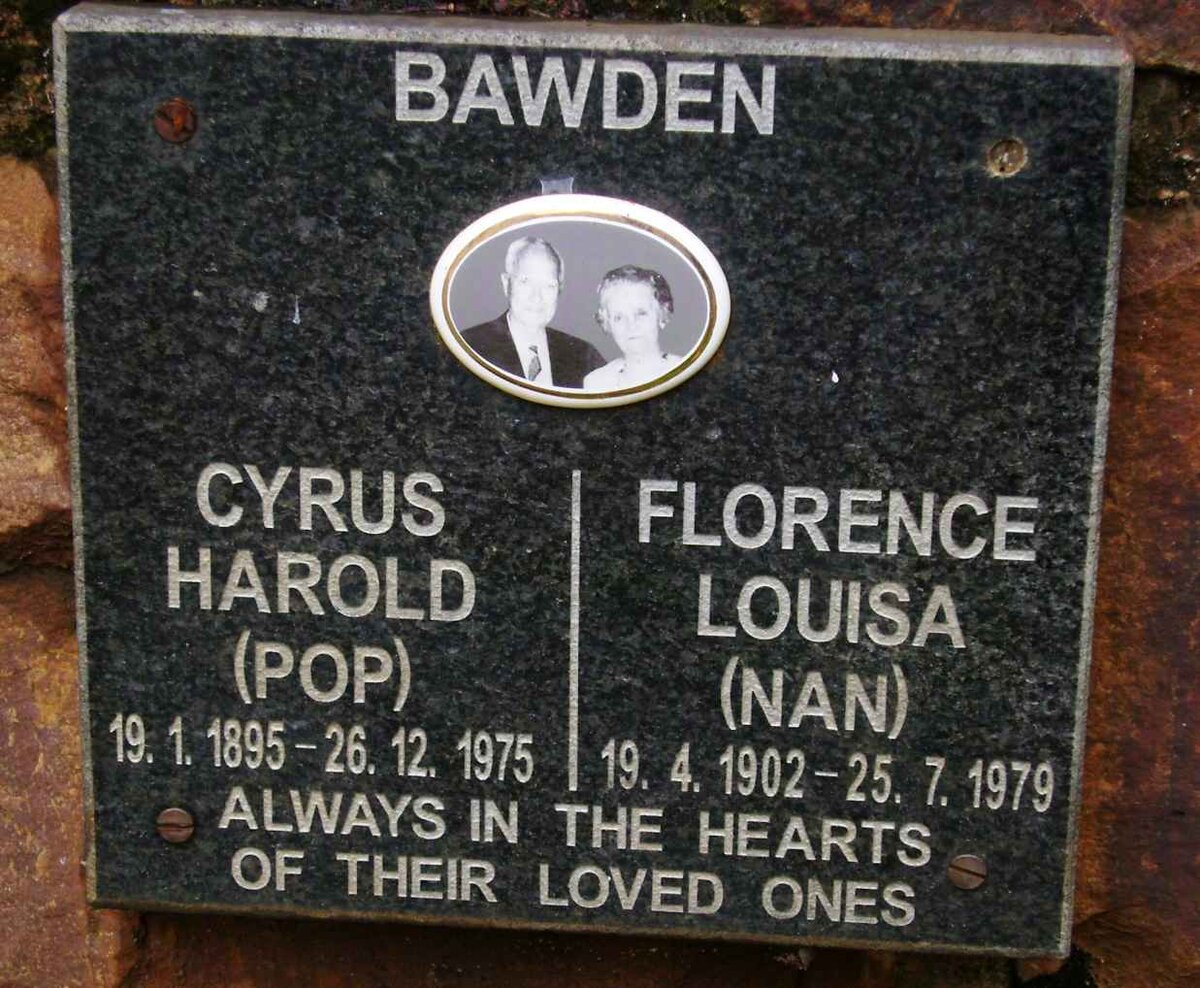 BAWDEN
CYRUS
HAROLD
(POP)
19. 1. 1895 – 26. 12. 1975
FLORENCE
LOUISA
(NAN)
19. 4. 1902 – 25. 7. 1979
ALWAYS IN THE HEARTS
OF THEIR LOVED ONES